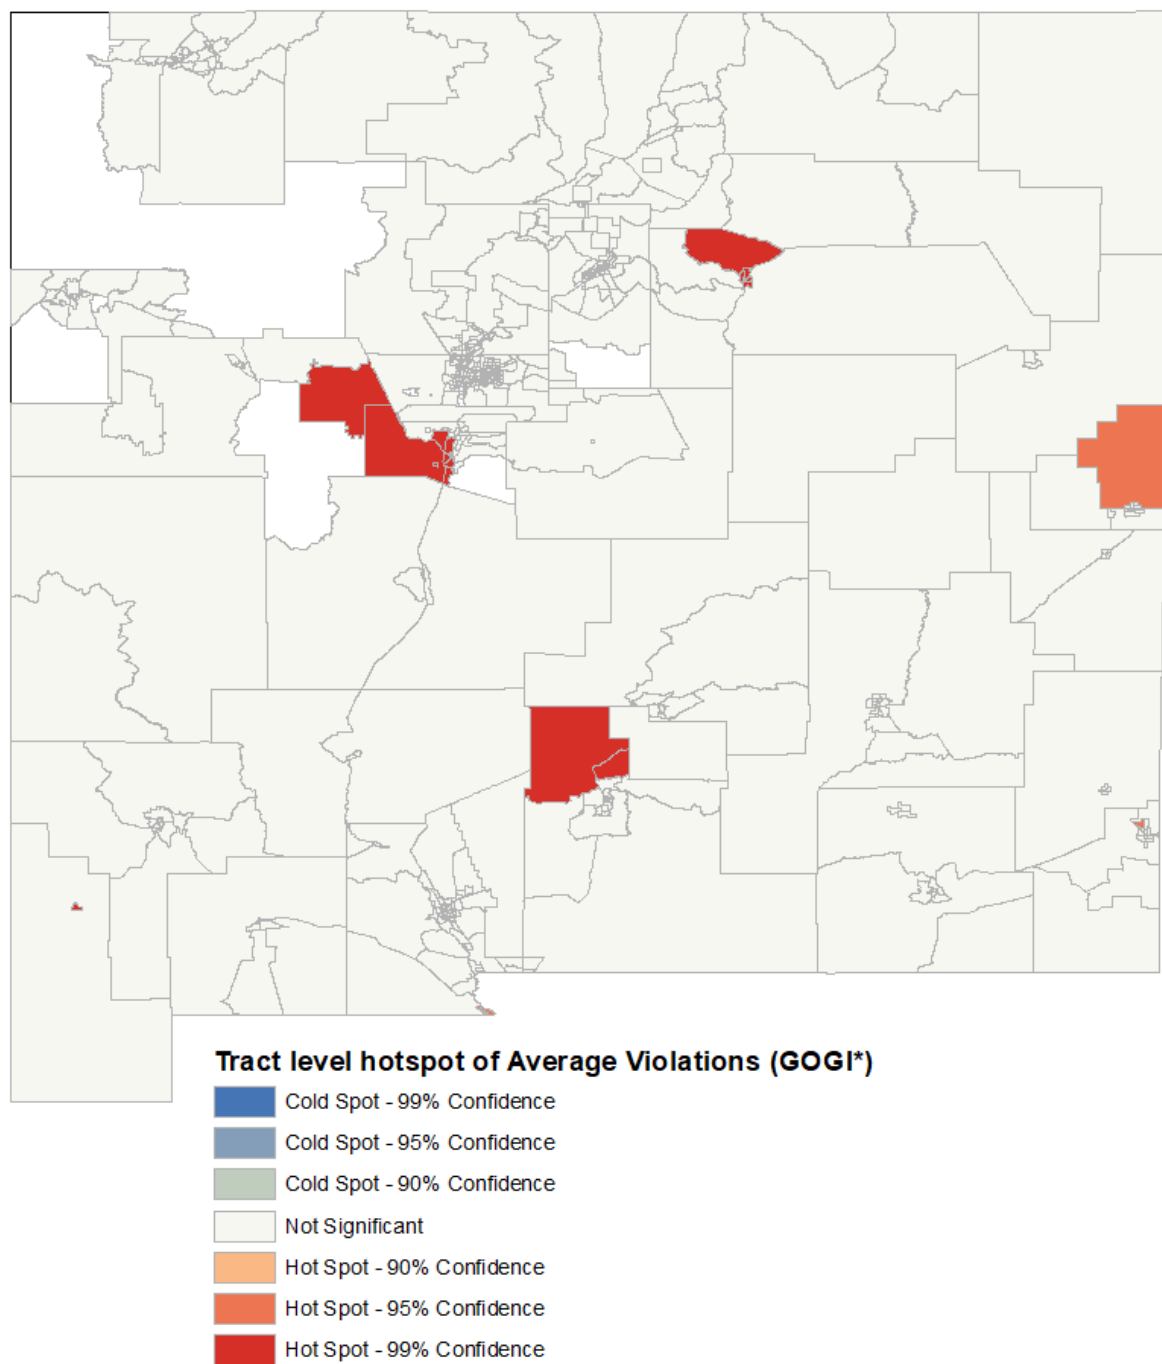 Tract level hotspot of Average Violations (GOGI*)
Cold Spot - 99% Confidence
Cold Spot - 95% Confidence
Cold Spot - 90% Confidence
Not Significant
Hot Spot - 90% Confidence
Hot Spot - 95% Confidence
Hot Spot - 99% Confidence